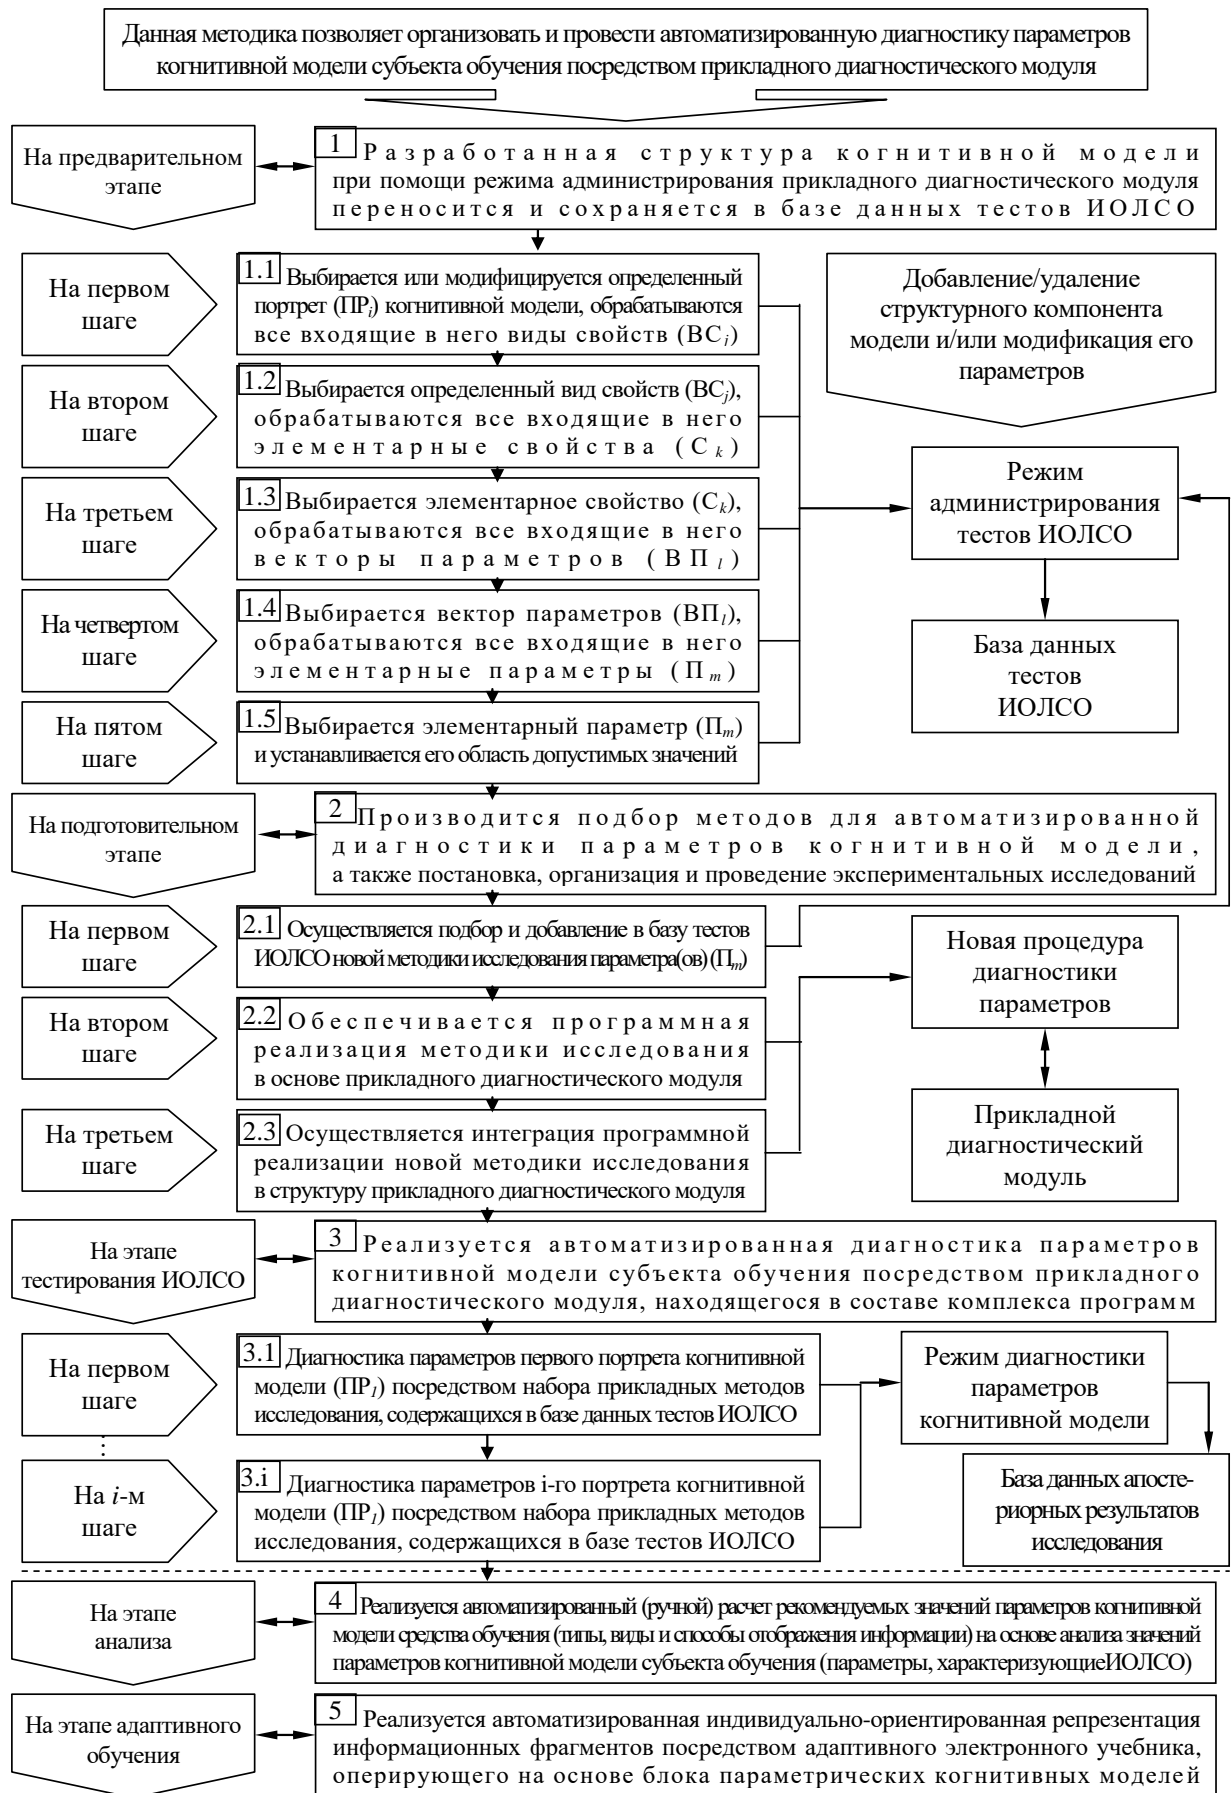 Данная методика позволяет организовать и провести автоматизированную диагностику параметров
когнитивной модели субъекта обучения посредством прикладного диагностического модуля
На предварительном
этапе
1 Разработанная структура когнитивной модели
при помощи режима администрирования прикладного диагностического модуля
переносится и сохраняется в базе данных тестов ИОЛСО
На первом
шаге
1.1 Выбирается или модифицируется определенный
портрет (ПРi) когнитивной модели, обрабатываются
все входящие в него виды свойств (ВСj)
Добавление/удаление
структурного компонента
модели и/или модификация его
параметров
На втором
шаге
1.2 Выбирается определенный вид свойств (ВСj),
обрабатываются все входящие в него
элементарные свойства (Сk)
На третьем
шаге
1.3 Выбирается элементарное свойство (Сk),
обрабатываются все входящие в него
векторы параметров (ВПl)
Режим
администрирования
тестов ИОЛСО
На четвертом
шаге
1.4 Выбирается вектор параметров (ВПl),
обрабатываются все входящие в него
элементарные параметры (Пm)
База данных
тестов
ИОЛСО
На пятом
шаге
1.5 Выбирается элементарный параметр (Пm)
и устанавливается его область допустимых значений
На подготовительном
этапе
2 Производится подбор методов для автоматизированной
диагностики параметров когнитивной модели,
а также постановка, организация и проведение экспериментальных исследований
На первом
шаге
2.1 Осуществляется подбор и добавление в базу тестов
ИОЛСО новой методики исследования параметра(ов) (Пm)
Новая процедура
диагностики
параметров
На втором
шаге
2.2 Обеспечивается программная
реализация методики исследования
в основе прикладного диагностического модуля
На третьем
шаге
2.3 Осуществляется интеграция программной
реализации новой методики исследования
в структуру прикладного диагностического модуля
Прикладной
диагностический
модуль
На этапе
тестирования ИОЛСО
3 Реализуется автоматизированная диагностика параметров
когнитивной модели субъекта обучения посредством прикладного
диагностического модуля, находящегося в составе комплекса программ
На первом
шаге
3.1 Диагностика параметров первого портрета когнитивной
модели (ПР1) посредством набора прикладных методов
исследования, содержащихся в базе данных тестов ИОЛСО
Режим диагностики
параметров
когнитивной модели
На i-м
шаге
3.i Диагностика параметров i-го портрета когнитивной
модели (ПР1) посредством набора прикладных методов
исследования, содержащихся в базе тестов ИОЛСО
База данных апосте-
риорных результатов
исследования
На этапе
анализа
4 Реализуется автоматизированный (ручной) расчет рекомендуемых значений параметров когнитивной
модели средства обучения (типы, виды и способы отображения информации) на основе анализа значений
параметров когнитивной модели субъекта обучения (параметры, характеризующиеИОЛСО)
На этапе адаптивного
обучения
5 Реализуется автоматизированная индивидуально-ориентированная репрезентация
информационных фрагментов посредством адаптивного электронного учебника,
оперирующего на основе блока параметрических когнитивных моделей